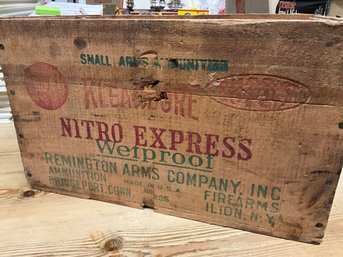 SMALL ARMS AMMUNITION
KLEANBORE
NITRO EXPRESS
Wetproof
REMINGTON ARMS COMPANY, INC.
AMMUNITION FIREARMS
BRIDGEPORT, CONN. MADE IN U.S.A. ILION, N.Y.